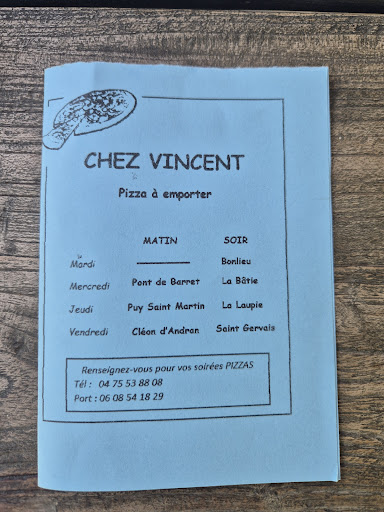 CHEZ VINCENT
Pizza à emporter
MATIN SOIR
Mardi ———— Bonlieu
Mercredi Pont de Barret La Bâtie
Jeudi Puy Saint Martin La Laupie
Vendredi Cléon d'Andran Saint Gervais
Renseignez-vous pour vos soirées PIZZAS
Tél : 04 75 53 88 08
Port : 06 08 54 18 29